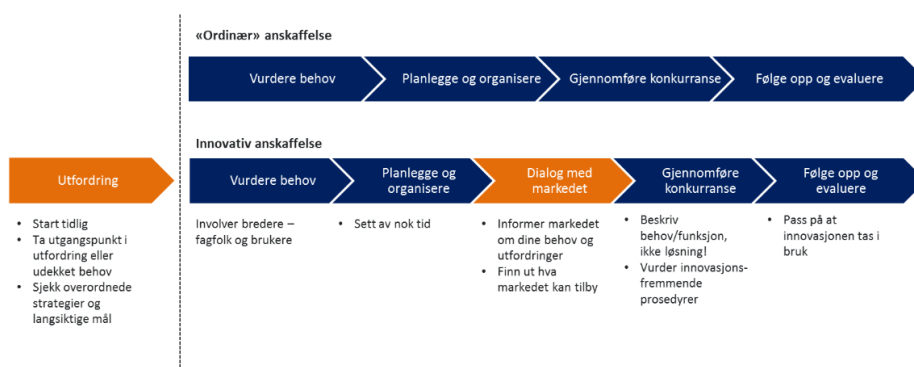 «Ordinær» anskaffelse
Vurdere behov
Planlegge og organisere
Gjennomføre konkurranse
Følge opp og evaluere
Innovativ anskaffelse
Utfordring
Vurdere behov
Planlegge og
organisere
Dialog med
markedet
Gjennomføre
konkurranse
Følge opp og
evaluere
• Start tidlig
• Ta utgangspunkt i
utfordring eller
udekket behov
• Sjekk overordnede
strategier og
langsiktige mål
Involver bredere –
fagfolk og brukere
• Sett av nok tid
• Informer markedet
om dine behov og
utfordringer
• Finn ut hva
markedet kan tilby
• Beskriv
behov/funksjon,
ikke løsning!
• Vurder innovasjons-
fremmende
prosedyrer
• Pass på at
innovasjonen tas i
bruk